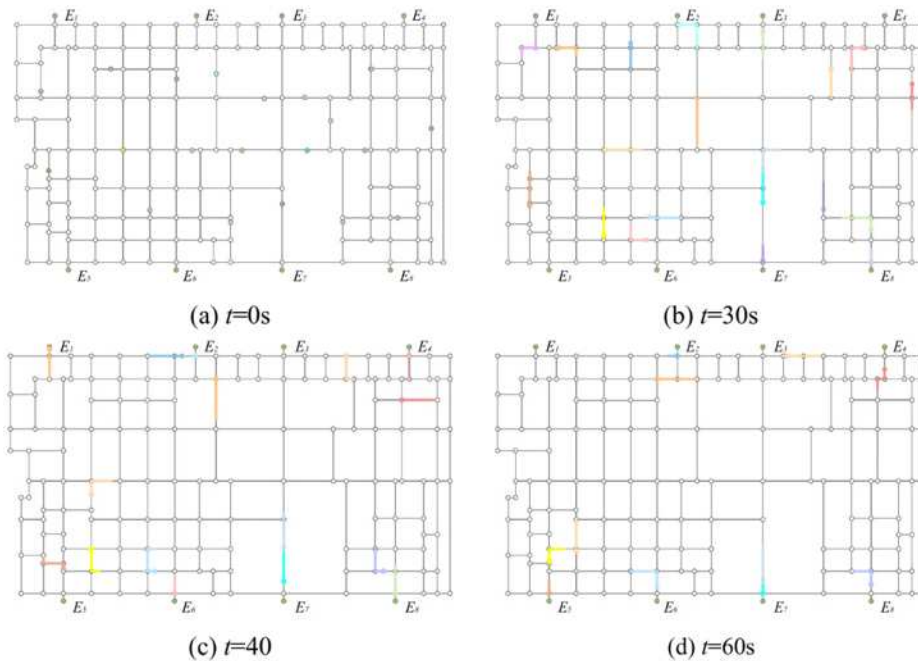 E1 E2 E3 E4
E5 E6 E7 E8
(a) t=0s
E1 E2 E3 E4
E5 E6 E7 E8
(b) t=30s
E1 E2 E3 E4
E5 E6 E7 E8
(c) t=40
E1 E2 E3 E4
E5 E6 E7 E8
(d) t=60s